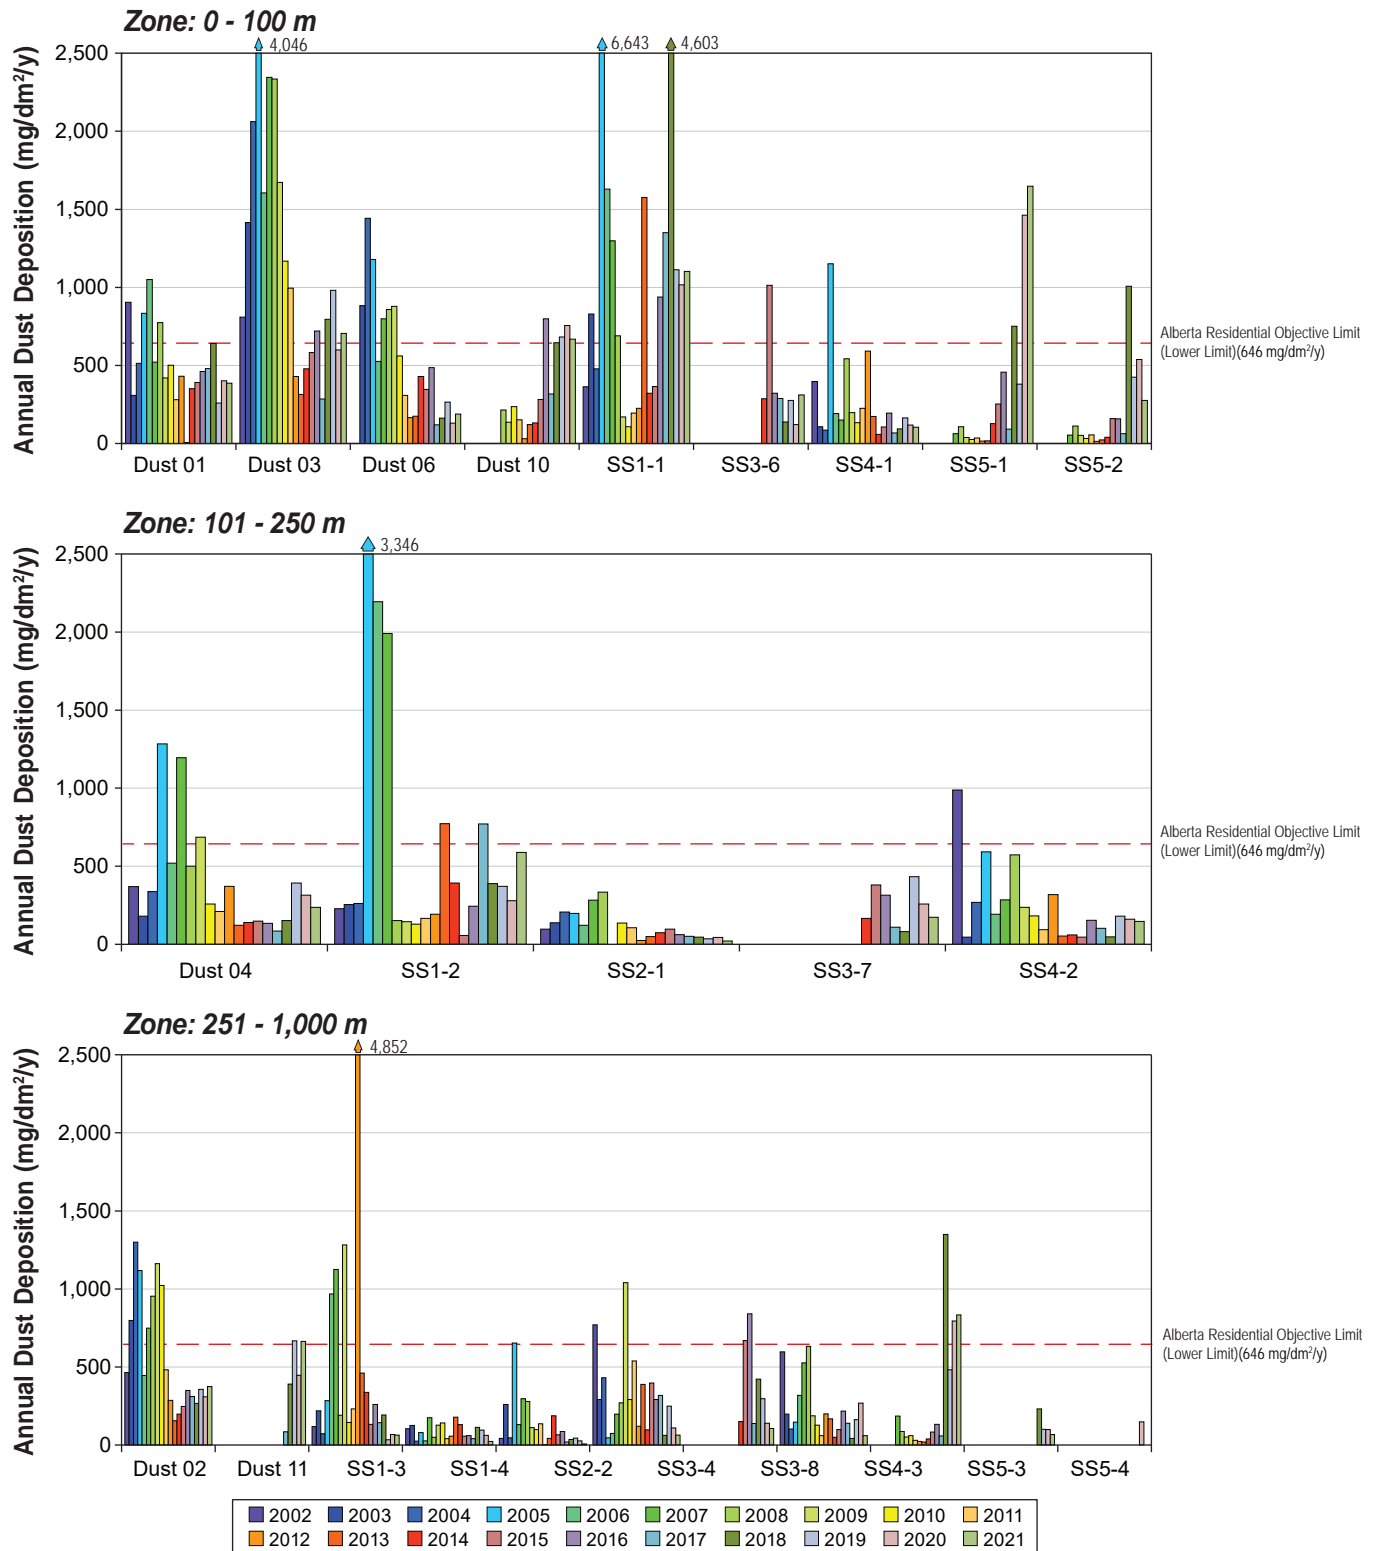 Zone: 0 - 100 m
Annual Dust Deposition (mg/dm²/y)
4,046
6,643
4,603
2,500
2,000
1,500
1,000
500
0
Alberta Residential Objective Limit
(Lower Limit)(646 mg/dm²/y)
Dust 01 Dust 03 Dust 06 Dust 10 SS1-1 SS3-6 SS4-1 SS5-1 SS5-2
Zone: 101 - 250 m
Annual Dust Deposition (mg/dm²/y)
3,346
2,500
2,000
1,500
1,000
500
0
Alberta Residential Objective Limit
(Lower Limit)(646 mg/dm²/y)
Dust 04 SS1-2 SS2-1 SS3-7 SS4-2
Zone: 251 - 1,000 m
Annual Dust Deposition (mg/dm²/y)
4,852
2,500
2,000
1,500
1,000
500
0
Alberta Residential Objective Limit
(Lower Limit)(646 mg/dm²/y)
Dust 02 Dust 11 SS1-3 SS1-4 SS2-2 SS3-4 SS3-8 SS4-3 SS5-3 SS5-4
2002 2003 2004 2005 2006 2007 2008 2009 2010 2011
2012 2013 2014 2015 2016 2017 2018 2019 2020 2021